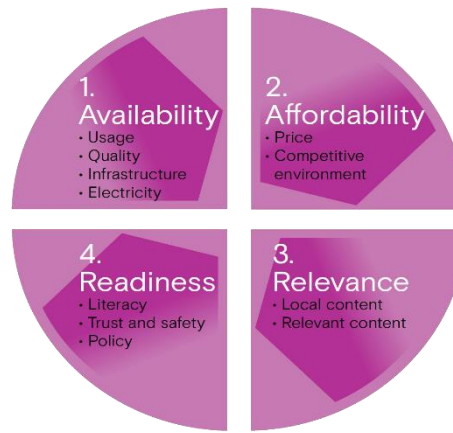 1.
Availability
• Usage
• Quality
• Infrastructure
• Electricity
2.
Affordability
• Price
• Competitive
environment
4.
Readiness
• Literacy
• Trust and safety
• Policy
3.
Relevance
• Local content
• Relevant content